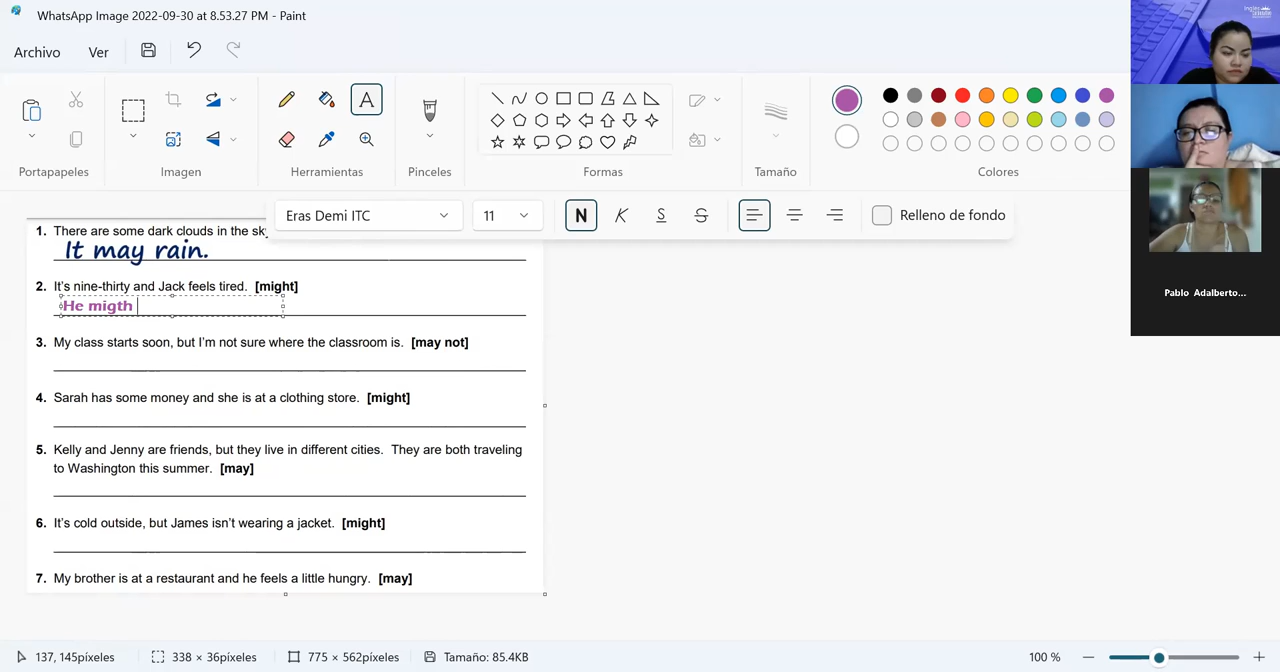 WhatsApp Image 2022-09-30 at 8.53.27 PM - Paint
Archivo Ver
Portapapeles Imagen Herramientas Pinceles Formas Tamaño Colores
Eras Demi ITC 11 N K S S Relleno de fondo
1. There are some dark clouds in the sky
It may rain.
2. It's nine-thirty and Jack feels tired. [might]
He migth
3. My class starts soon, but I'm not sure where the classroom is. [may not]
4. Sarah has some money and she is at a clothing store. [might]
5. Kelly and Jenny are friends, but they live in different cities. They are both traveling
to Washington this summer. [may]
6. It's cold outside, but James isn't wearing a jacket. [might]
7. My brother is at a restaurant and he feels a little hungry. [may]
Pablo Adalberto...
137, 145píxeles 338 × 36píxeles 775 × 562píxeles Tamaño: 85.4KB 100 %